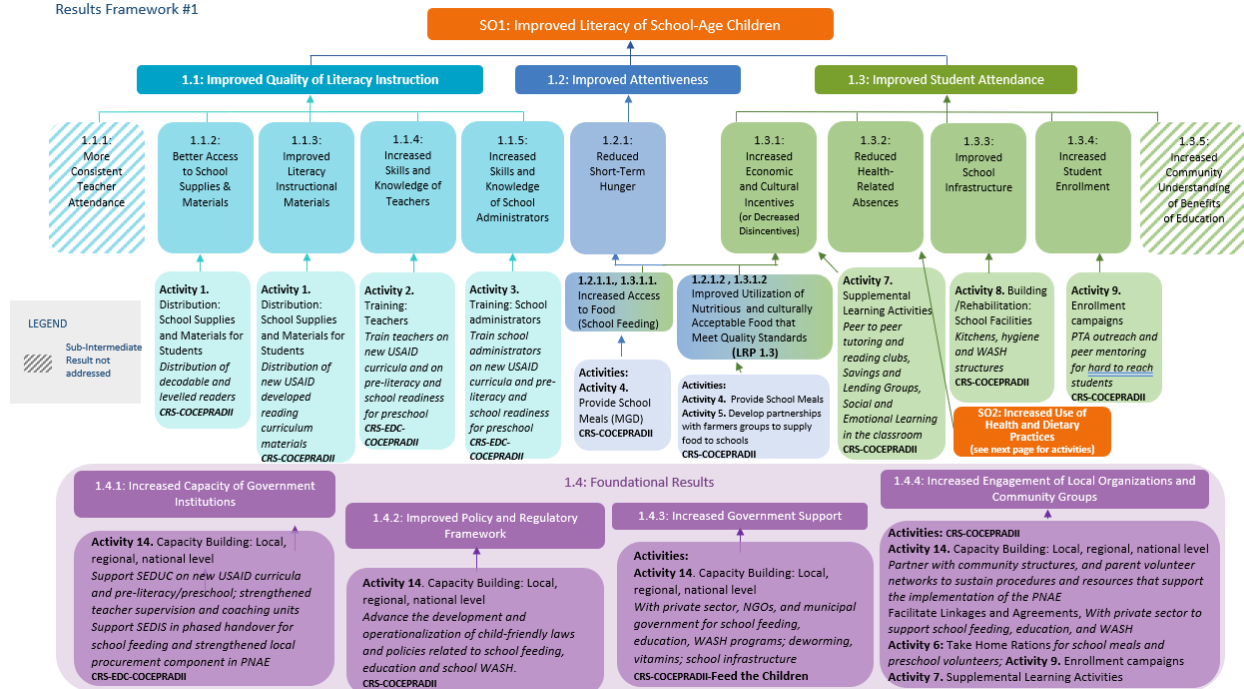 Results Framework #1
SO1: Improved Literacy of School-Age Children
1.1: Improved Quality of Literacy Instruction
1.2: Improved Attentiveness
1.3: Improved Student Attendance
1.1.1:
More
Consistent
Teacher
Attendance
1.1.2:
Better Access
to School
Supplies &
Materials
1.1.3:
Improved
Literacy
Instructional
Materials
1.1.4:
Increased
Skills and
Knowledge of
Teachers
1.1.5:
Increased
Skills and
Knowledge
of School
Administrators
1.2.1:
Reduced
Short-Term
Hunger
1.3.1:
Increased
Economic
and Cultural
Incentives
(or Decreased
Disincentives)
1.3.2:
Reduced
Health-
Related
Absences
1.3.3:
Improved
School
Infrastructure
1.3.4:
Increased
Student
Enrollment
1.3.5:
Increased
Community
Understanding
of Benefits
of Education
LEGEND
Sub-Intermediate
Result not
addressed
Activity 1.
Distribution:
School Supplies
and Materials for
Students
Distribution of
decodable and
levelled readers
CRS-COCEPRADII
Activity 1.
Distribution:
School Supplies
and Materials for
Students
Distribution of
new USAID
developed
reading
curriculum
materials
CRS-COCEPRADII
Activity 2.
Training:
Teachers
Train teachers on
new USAID
curricula and on
pre-literacy and
school readiness
for preschool
CRS-EDC-
COCEPRADII
Activity 3.
Training: School
administrators
Train school
administrators
on new USAID
curricula and pre-
literacy and
school readiness
for preschool
CRS-EDC-
COCEPRADII
1.2.1.1., 1.3.1.1.
Increased Access
to Food
(School Feeding)
Activities:
Activity 4.
Provide School
Meals (MGD)
CRS-COCEPRADII
1.2.1.2 , 1.3.1.2
Improved Utilization of
Nutritious and culturally
Acceptable Food that
Meet Quality Standards
(LRP 1.3)
Activities:
Activity 4. Provide School Meals
Activity 5. Develop partnerships
with farmers groups to supply
food to schools
CRS-COCEPRADII
Activity 7.
Supplemental
Learning Activities
Peer to peer
tutoring and
reading clubs,
Savings and
Lending Groups,
Social and
Emotional Learning
in the classroom
CRS-COCEPRADII
Activity 8. Building
/Rehabilitation:
School Facilities
Kitchens, hygiene
and WASH
structures
CRS-COCEPRADII
Activity 9.
Enrollment
campaigns
PTA outreach and
peer mentoring
for hard to reach
students
CRS-COCEPRADII
SO2: Increased Use of
Health and Dietary
Practices
(see next page for activities)
1.4: Foundational Results
1.4.1: Increased Capacity of Government
Institutions
Activity 14. Capacity Building: Local,
regional, national level
Support SEDUC on new USAID curricula
and pre-literacy/preschool; strengthened
teacher supervision and coaching units
Support SEDIS in phased handover for
school feeding and strengthened local
procurement component in PNAE
CRS-EDC-COCEPRADII
1.4.2: Improved Policy and Regulatory
Framework
Activity 14. Capacity Building: Local,
regional, national level
Advance the development and
operationalization of child-friendly laws
and policies related to school feeding,
education and school WASH.
CRS-COCEPRADII
1.4.3: Increased Government Support
Activities:
Activity 14. Capacity Building: Local,
regional, national level
With private sector, NGOs, and municipal
government for school feeding,
education, WASH programs; deworming,
vitamins; school infrastructure
CRS-COCEPRADII-Feed the Children
1.4.4: Increased Engagement of Local Organizations and
Community Groups
Activities: CRS-COCEPRADII
Activity 14. Capacity Building: Local, regional, national level
Partner with community structures, and parent volunteer
networks to sustain procedures and resources that support
the implementation of the PNAE
Facilitate Linkages and Agreements, With private sector to
support school feeding, education, and WASH
Activity 6: Take Home Rations for school meals and
preschool volunteers; Activity 9. Enrollment campaigns
Activity 7. Supplemental Learning Activities